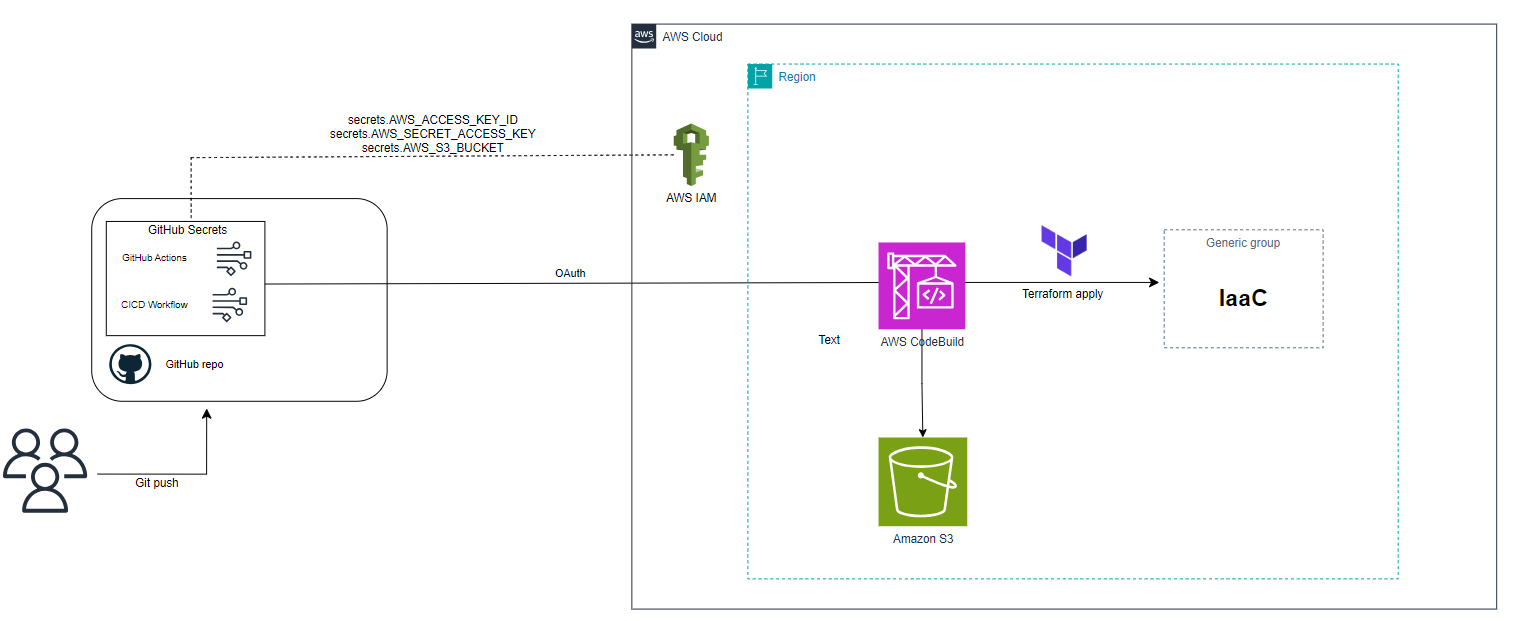 aws
AWS Cloud
Region
secrets.AWS_ACCESS_KEY_ID
secrets.AWS_SECRET_ACCESS_KEY
secrets.AWS_S3_BUCKET
AWS IAM
GitHub Secrets
GitHub Actions
CICD Workflow
GitHub repo
Git push
OAuth
Text
</>
AWS CodeBuild
Terraform apply
Generic group
IaaC
Amazon S3